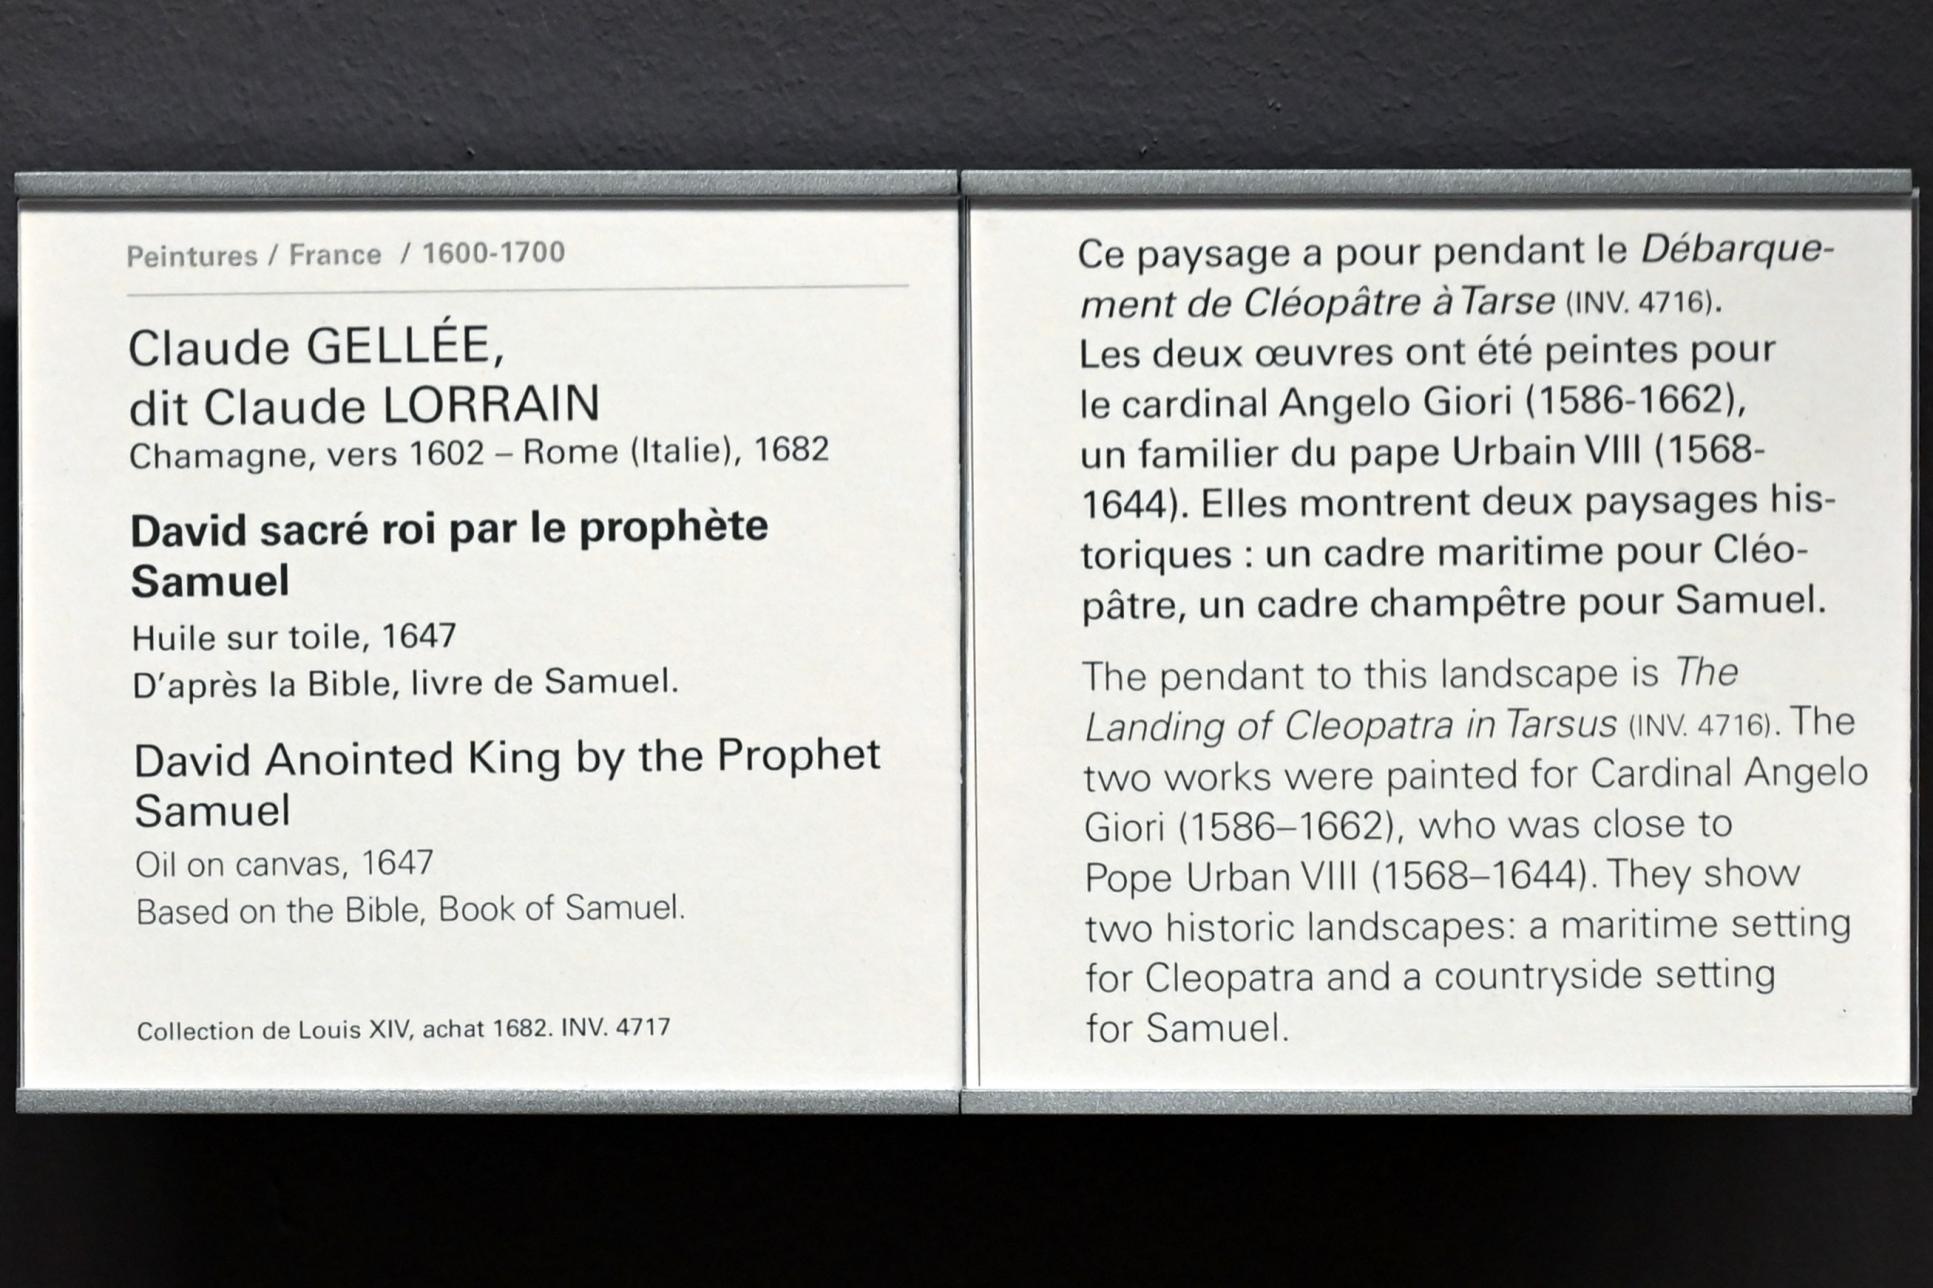 Peintures / France / 1600-1700
Claude GELLÉE,
dit Claude LORRAIN
Chamagne, vers 1602 – Rome (Italie), 1682
David sacré roi par le prophète
Samuel
Huile sur toile, 1647
D'après la Bible, livre de Samuel.
David Anointed King by the Prophet
Samuel
Oil on canvas, 1647
Based on the Bible, Book of Samuel.
Collection de Louis XIV, achat 1682. INV. 4717
Ce paysage a pour pendant le Débarque-
ment de Cléopâtre à Tarse (INV. 4716).
Les deux œuvres ont été peintes pour
le cardinal Angelo Giori (1586-1662),
un familier du pape Urbain VIII (1568-
1644). Elles montrent deux paysages his-
toriques : un cadre maritime pour Cléo-
pâtre, un cadre champêtre pour Samuel.
The pendant to this landscape is The
Landing of Cleopatra in Tarsus (INV. 4716). The
two works were painted for Cardinal Angelo
Giori (1586–1662), who was close to
Pope Urban VIII (1568–1644). They show
two historic landscapes: a maritime setting
for Cleopatra and a countryside setting
for Samuel.